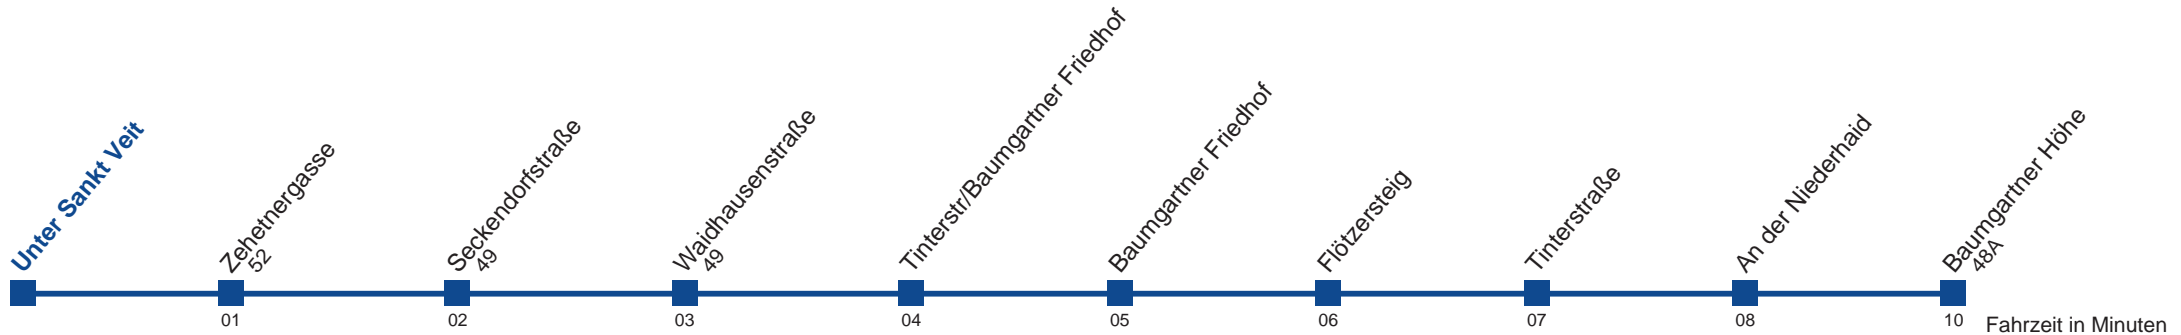 Unter Sankt Veit
Zehetnergasse
52
Seckendorfstraße
49
Waidhausenstraße
49
Tinterstr/Baumgartner Friedhof
Baumgartner Friedhof
Flötzersteig
Tinterstraße
An der Niederhaid
Baumgartner Höhe
48A
01
02
03
04
05
06
07
08
10
Fahrzeit in Minuten